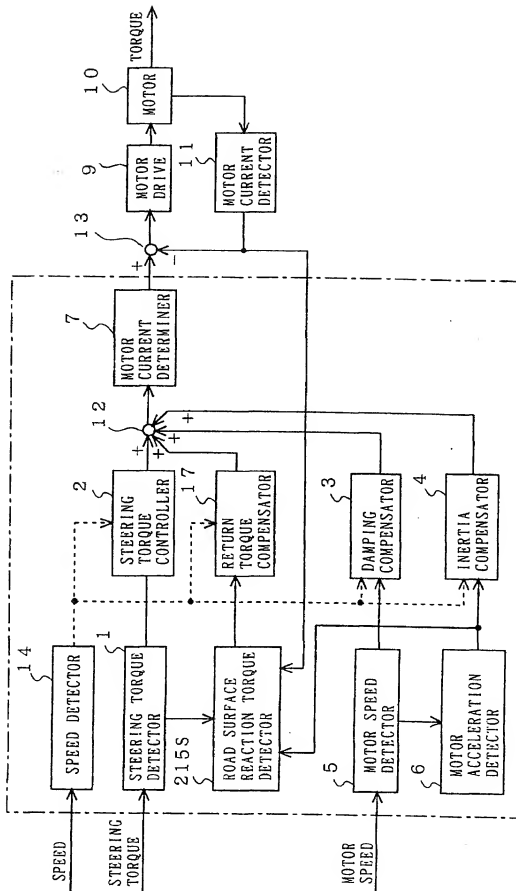 SPEED
14
SPEED DETECTOR
STEERING
TORQUE
1
STEERING TORQUE
DETECTOR
2
STEERING
TORQUE
CONTROLLER
12
+
+
+
+
7
MOTOR
CURRENT
DETERMINER
13
+
−
9
MOTOR
DRIVE
10
MOTOR
TORQUE
11
MOTOR
CURRENT
DETECTOR
215S
ROAD SURFACE
REACTION TORQUE
DETECTOR
17
RETURN
TORQUE
COMPENSATOR
MOTOR
SPEED
5
MOTOR SPEED
DETECTOR
3
DAMPING
COMPENSATOR
6
MOTOR
ACCELERATION
DETECTOR
4
INERTIA
COMPENSATOR